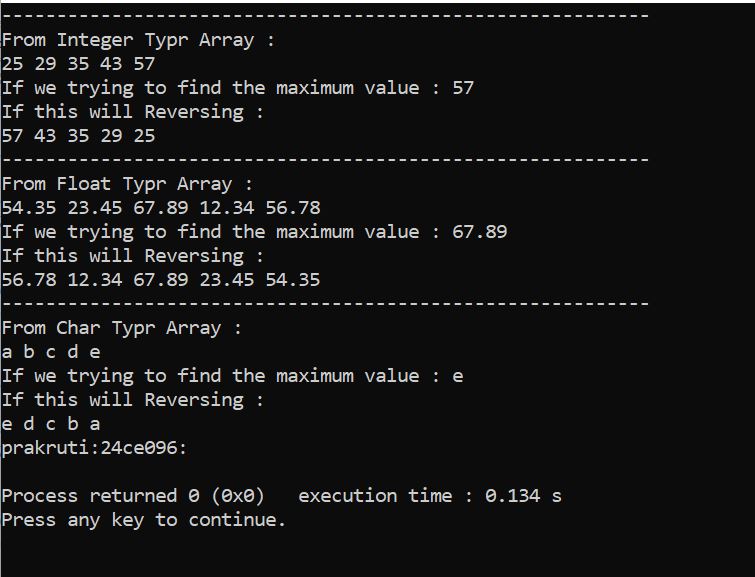 -----------------------------------------------------------
From Integer Typr Array :
25 29 35 43 57
If we trying to find the maximum value : 57
If this will Reversing :
57 43 35 29 25
-----------------------------------------------------------
From Float Typr Array :
54.35 23.45 67.89 12.34 56.78
If we trying to find the maximum value : 67.89
If this will Reversing :
56.78 12.34 67.89 23.45 54.35
-----------------------------------------------------------
From Char Typr Array :
a b c d e
If we trying to find the maximum value : e
If this will Reversing :
e d c b a
prakruti:24ce096:
Process returned 0 (0x0)   execution time : 0.134 s
Press any key to continue.